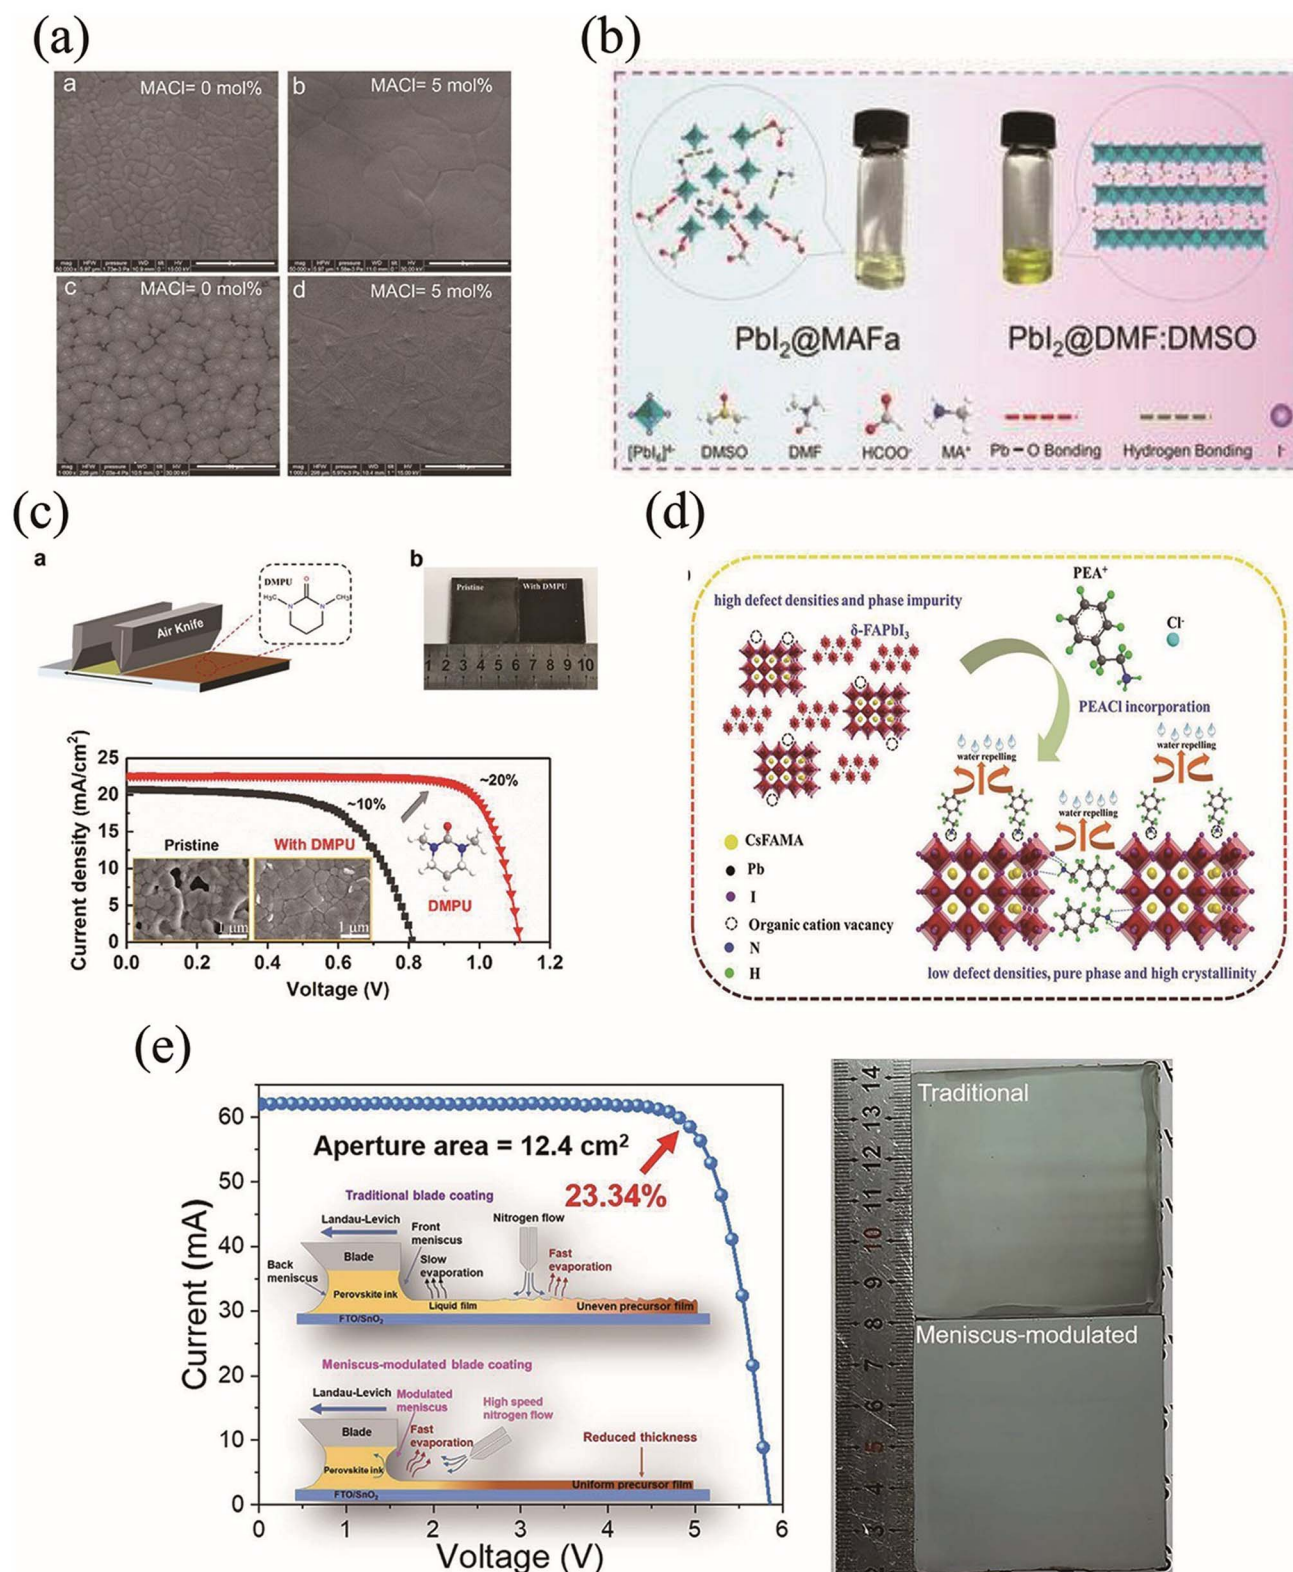 (a)
a
MACl= 0 mol%
b
MACl= 5 mol%
c
MACl= 0 mol%
d
MACl= 5 mol%
(b)
PbI₂@MAFa
PbI₂@DMF:DMSO
[PbI₆]⁴⁻
DMSO
DMF
HCOO⁻
MA⁺
Pb – O Bonding
Hydrogen Bonding
I⁻
(c)
a
DMPU
O
H₃C
N
N
CH₃
Air Knife
b
Pristine
With DMPU
1 2 3 4 5 6 7 8 9 10
Current density (mA/cm²)
25
20
15
10
5
0
~10%
~20%
Pristine
With DMPU
1 μm
1 μm
DMPU
0.0 0.2 0.4 0.6 0.8 1.0 1.2
Voltage (V)
(d)
high defect densities and phase impurity
δ-FAPbI₃
PEA⁺
Cl⁻
PEACl incorporation
water repelling
water repelling
water repelling
CsFAMA
Pb
I
Organic cation vacancy
N
H
low defect densities, pure phase and high crystallinity
(e)
Current (mA)
60
50
40
30
20
10
0
Aperture area = 12.4 cm²
23.34%
Traditional blade coating
Landau-Levich
Blade
Back meniscus
Front meniscus
Perovskite ink
Slow evaporation
Nitrogen flow
Fast evaporation
Liquid film
Uneven precursor film
FTO/SnO₂
Meniscus-modulated blade coating
Landau-Levich
Blade
Modulated meniscus
Fast evaporation
High speed nitrogen flow
Reduced thickness
Perovskite ink
Uniform precursor film
FTO/SnO₂
0 1 2 3 4 5 6
Voltage (V)
Traditional
Meniscus-modulated
14
13
12
11
10
9
8
7
6
5
4
3